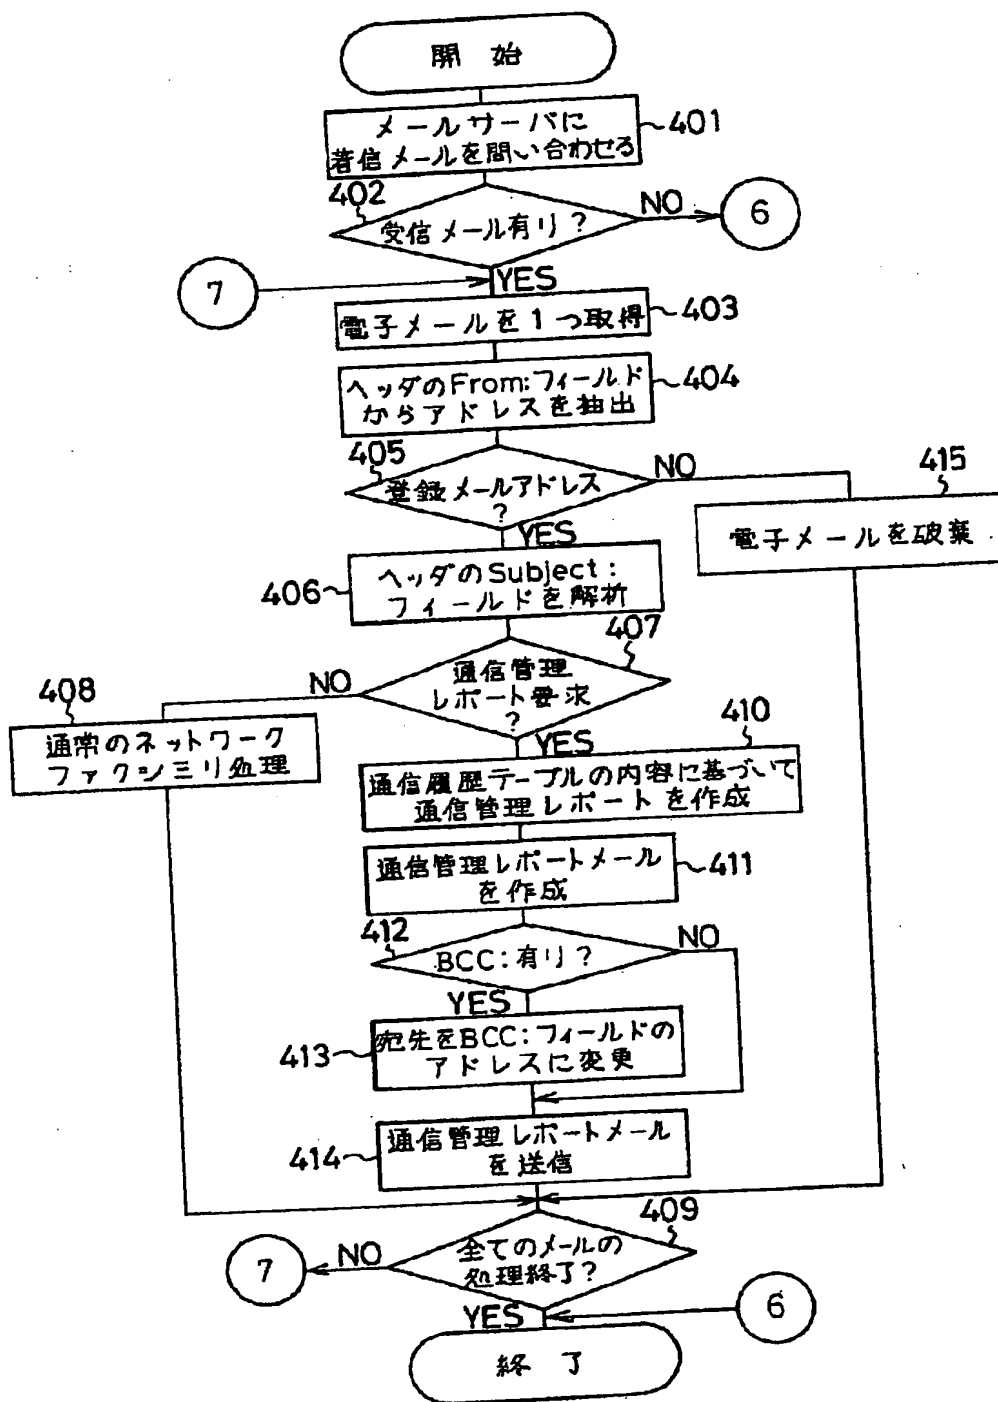 開始
メールサーバに
着信メールを問い合わせる
401
402
受信メール有り?
NO
6
7
YES
電子メールを1つ取得
403
ヘッダのFrom:フィールド
からアドレスを抽出
404
405
登録メールアドレス
?
NO
415
電子メールを破棄
YES
406
ヘッダのSubject:
フィールドを解析
407
通信管理
レポート要求
?
NO
408
通常のネットワーク
ファクシミリ処理
YES
410
通信履歴テーブルの内容に基づいて
通信管理レポートを作成
通信管理レポートメール
を作成
411
412
BCC:有り?
NO
YES
413
宛先をBCC:フィールドの
アドレスに変更
414
通信管理レポートメール
を送信
409
全てのメールの
処理終了?
NO
7
YES
6
終了